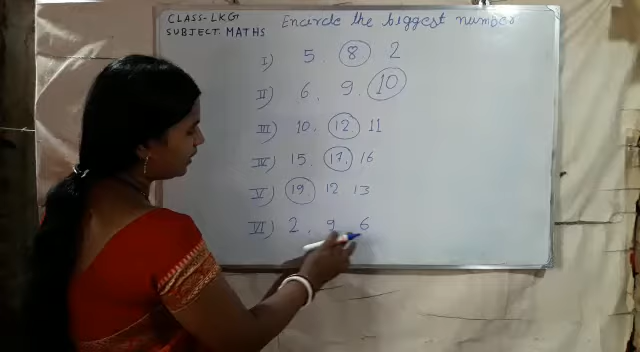 CLASS-LKG
SUBJECT: MATHS
Encircle the biggest number
I) 5. 8 2
II) 6. 9. 10
III) 10. 12. 11
IV) 15. 17. 16
V) 19. 12 13
VI) 2, 9 6